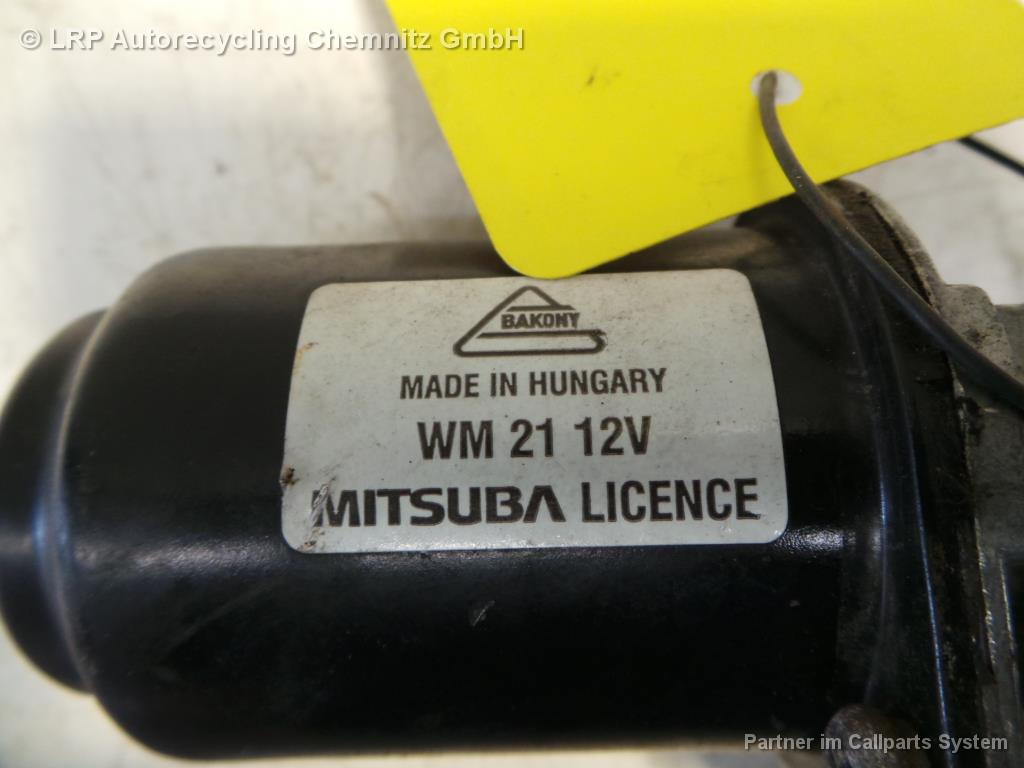 © LRP Autorecycling Chemnitz GmbH
BAKONY
MADE IN HUNGARY
WM 21 12V
MITSUBA LICENCE
Partner im Callparts System